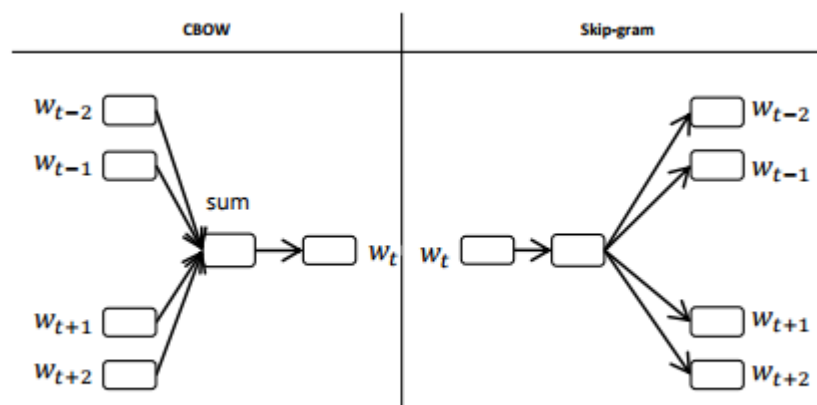 CBOW
Skip-gram
w_{t-2}
w_{t-1}
sum
w_t
w_{t+1}
w_{t+2}
w_{t-2}
w_{t-1}
w_t
w_{t+1}
w_{t+2}